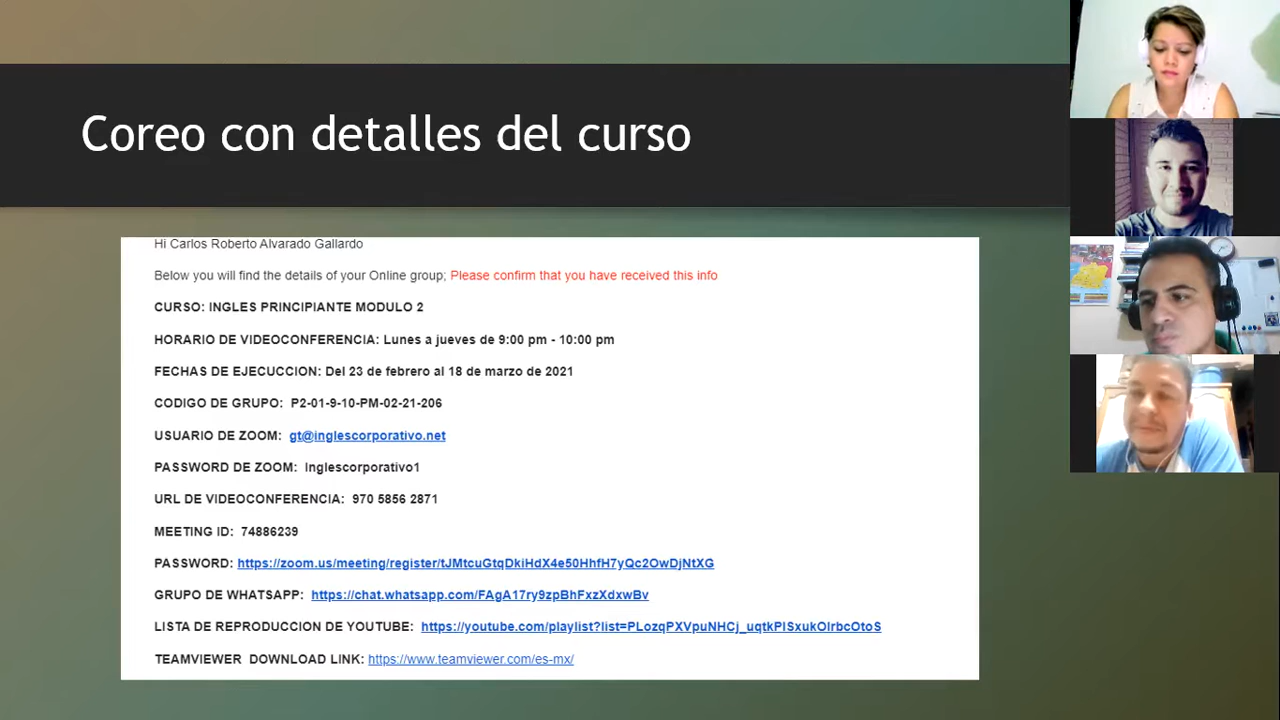 Coreo con detalles del curso
Hi Carlos Roberto Alvarado Gallardo
Below you will find the details of your Online group; Please confirm that you have received this info
CURSO: INGLES PRINCIPIANTE MODULO 2
HORARIO DE VIDEOCONFERENCIA: Lunes a jueves de 9:00 pm - 10:00 pm
FECHAS DE EJECUCCION: Del 23 de febrero al 18 de marzo de 2021
CODIGO DE GRUPO: P2-01-9-10-PM-02-21-206
USUARIO DE ZOOM: gt@inglescorporativo.net
PASSWORD DE ZOOM: Inglescorporativo1
URL DE VIDEOCONFERENCIA: 970 5856 2871
MEETING ID: 74886239
PASSWORD: https://zoom.us/meeting/register/tJMtcuGtqDkiHdX4e50HhfH7yQc2OwDjNtXG
GRUPO DE WHATSAPP: https://chat.whatsapp.com/FAgA17ry9zpBhFxzXdxwBv
LISTA DE REPRODUCCION DE YOUTUBE: https://youtube.com/playlist?list=PLozqPXVpuNHCj_uqtkPISxukOIrbcOtoS
TEAMVIEWER DOWNLOAD LINK: https://www.teamviewer.com/es-mx/